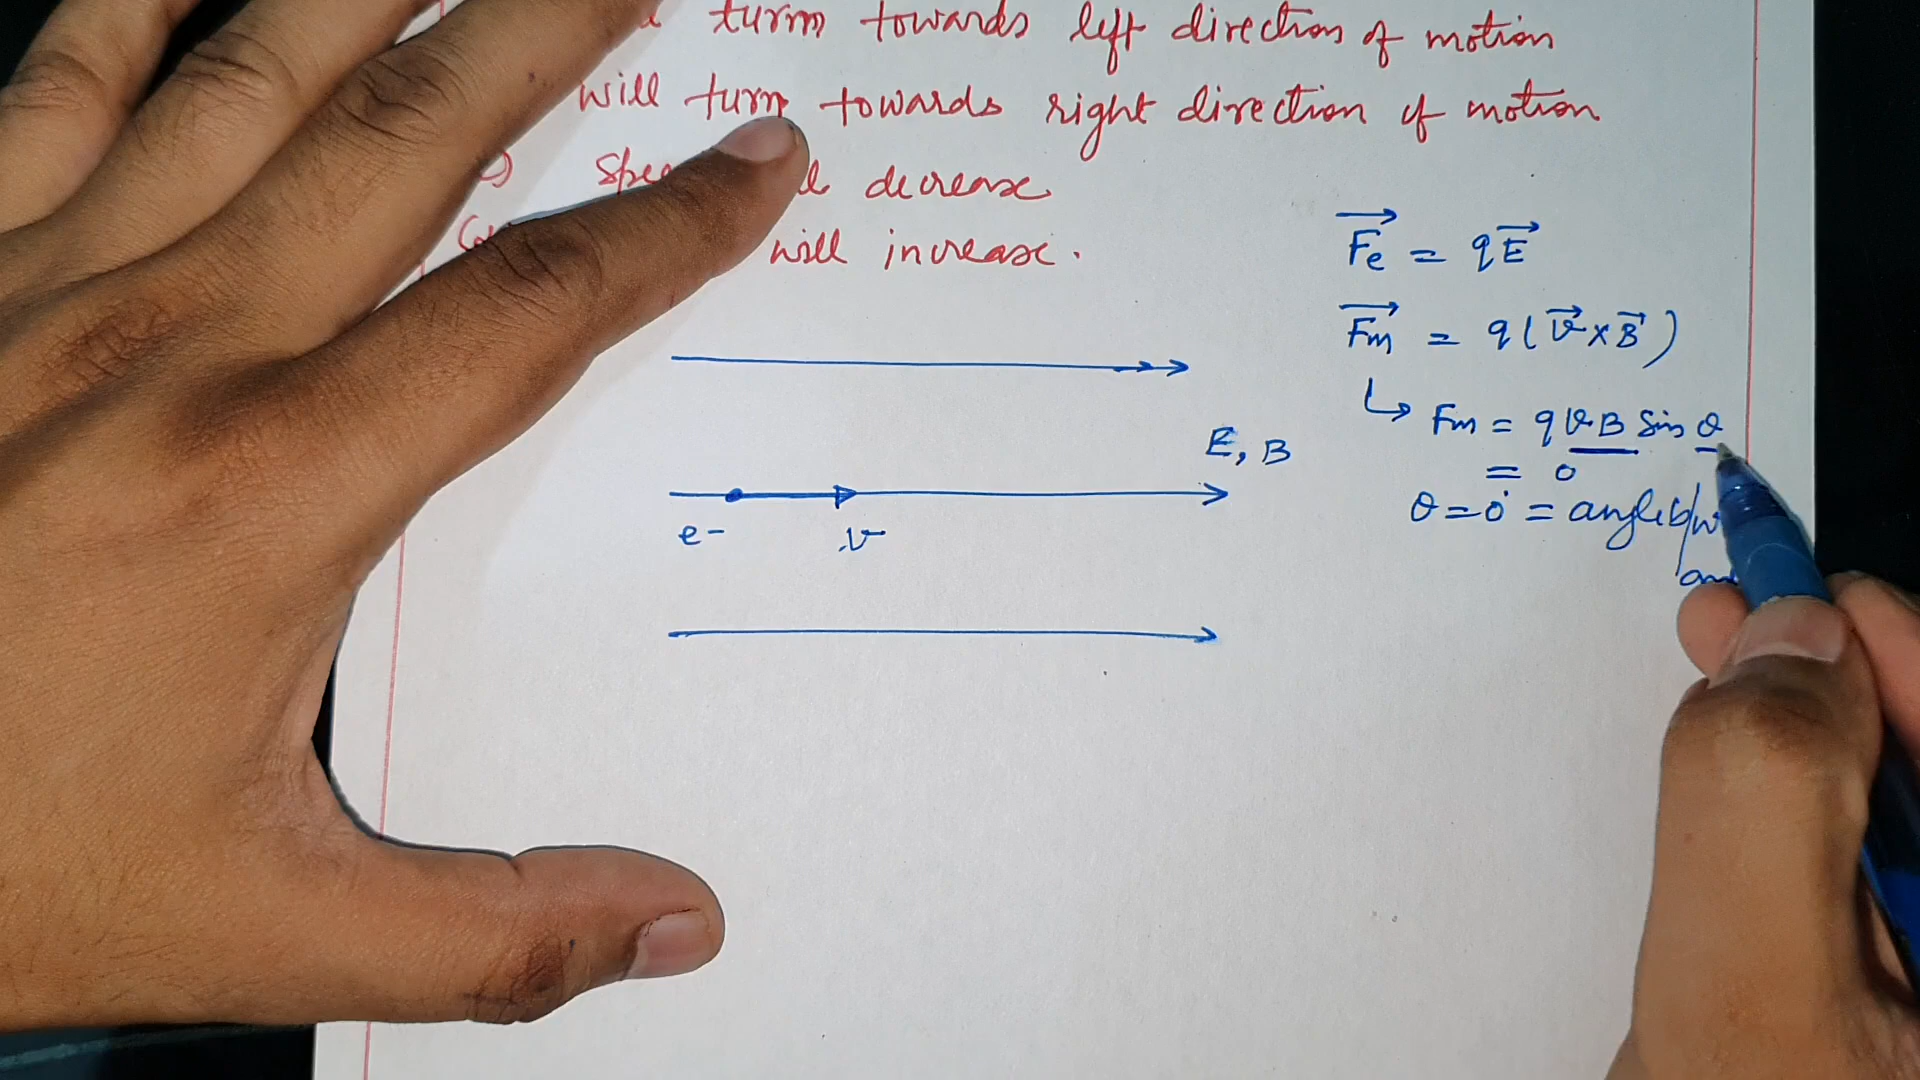 turn towards left direction of motion
will turn towards right direction of motion
decrease
will increase.
Fe = qE
Fm = q(v×B)
↳ Fm = qvB sin θ
= 0
θ = 0° = angle b/w
E, B
e-
v